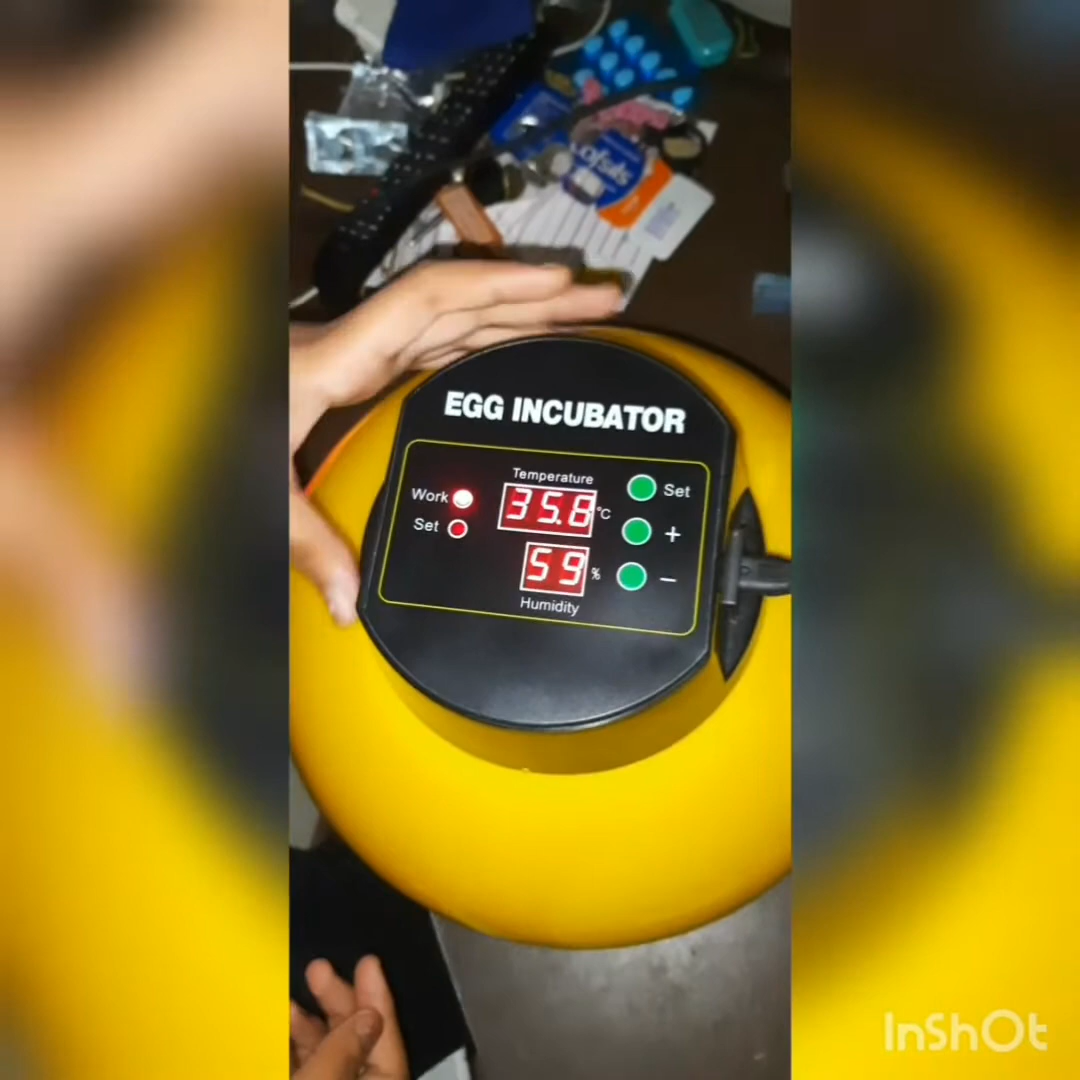 EGG INCUBATOR
Temperature
Work
35.8 °C
Set
Set
+
59 %
−
Humidity
InShOt